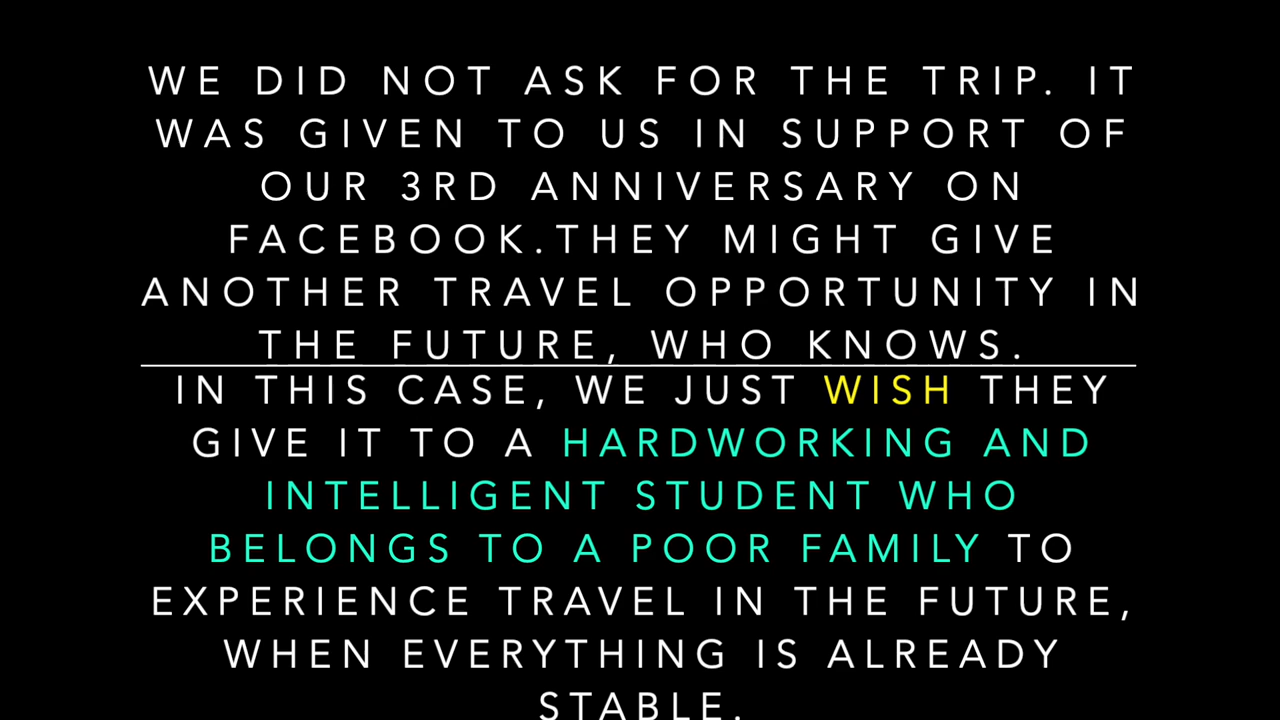 WE DID NOT ASK FOR THE TRIP. IT
WAS GIVEN TO US IN SUPPORT OF
OUR 3RD ANNIVERSARY ON
FACEBOOK.THEY MIGHT GIVE
ANOTHER TRAVEL OPPORTUNITY IN
THE FUTURE, WHO KNOWS.
IN THIS CASE, WE JUST WISH THEY
GIVE IT TO A HARDWORKING AND
INTELLIGENT STUDENT WHO
BELONGS TO A POOR FAMILY TO
EXPERIENCE TRAVEL IN THE FUTURE,
WHEN EVERYTHING IS ALREADY
STABLE.